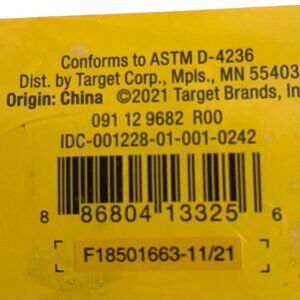 Conforms to ASTM D-4236
Dist. by Target Corp., Mpls., MN 55403
Origin: China ©2021 Target Brands, In
091 12 9682 R00
IDC-001228-01-001-0242
8 86804 13325 6
F18501663-11/21